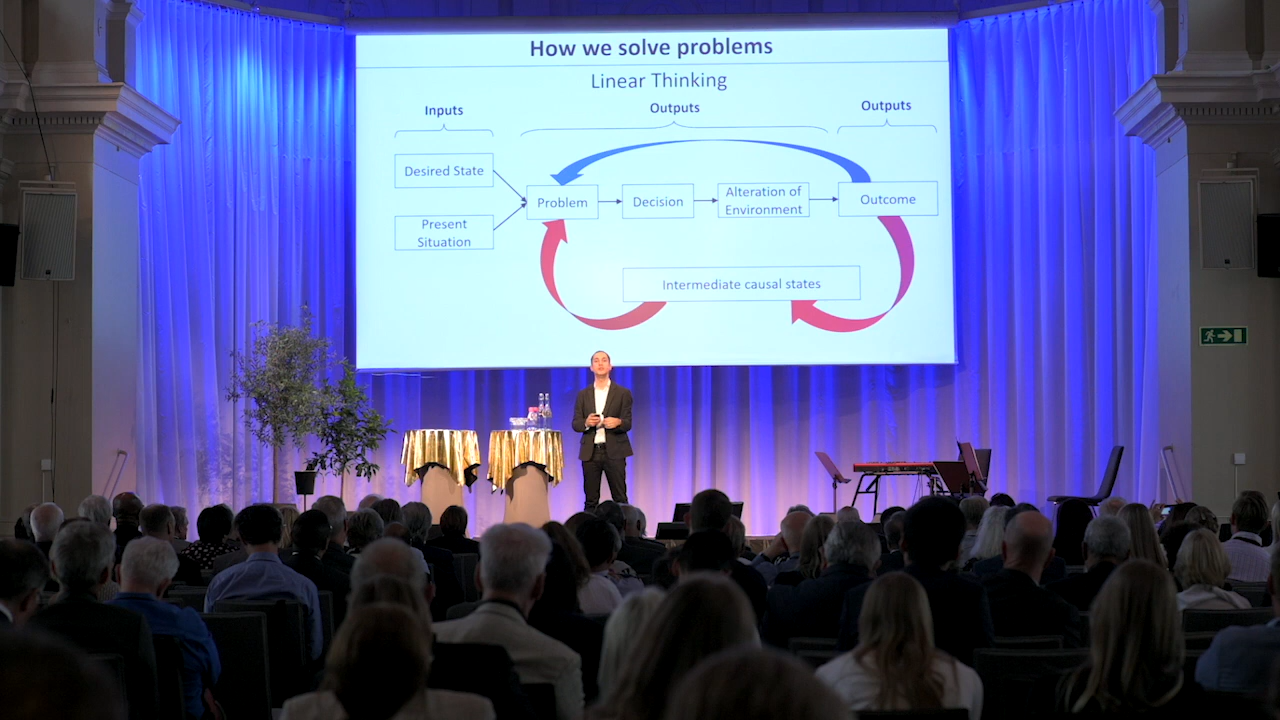 How we solve problems
Linear Thinking
Inputs
Outputs
Outputs
Desired State
Present
Situation
Problem
Decision
Alteration of
Environment
Outcome
Intermediate causal states